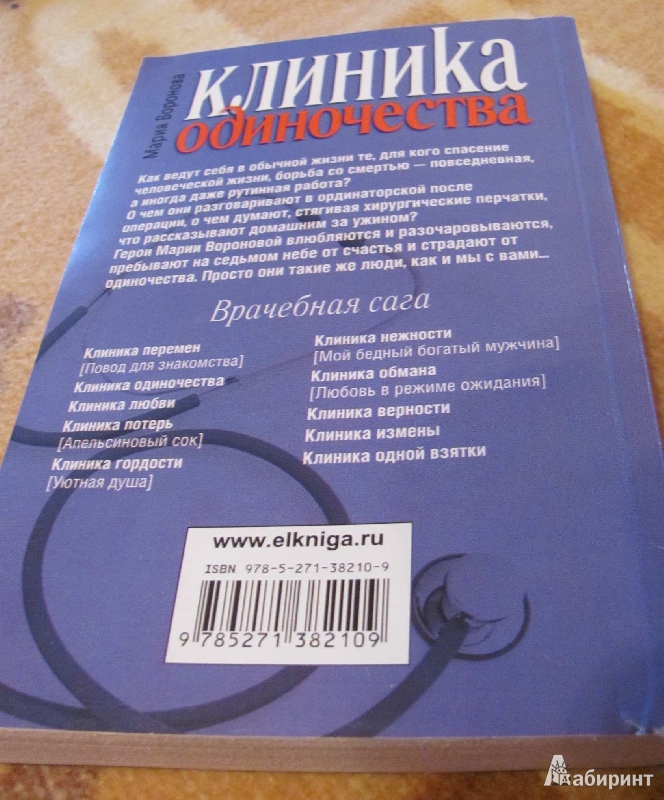 Мария Воронова
Клиника
одиночества
Как ведут себя в обычной жизни те, для кого спасение
человеческой жизни, борьба со смертью — повседневная,
а иногда даже рутинная работа?
О чем они разговаривают в ординаторской после
операции, о чем думают, стягивая хирургические перчатки,
что рассказывают домашним за ужином?
Герои Марии Вороновой влюбляются и разочаровываются,
пребывают на седьмом небе от счастья и страдают от
одиночества. Просто они такие же люди, как и мы с вами...
Врачебная сага
Клиника перемен
[Повод для знакомства]
Клиника одиночества
Клиника любви
Клиника потерь
[Апельсиновый сок]
Клиника гордости
[Уютная душа]
Клиника нежности
[Мой бедный богатый мужчина]
Клиника обмана
[Любовь в режиме ожидания]
Клиника верности
Клиника измены
Клиника одной взятки
www.elkniga.ru
ISBN 978-5-271-38210-9
9 785271 382109
Лабиринт